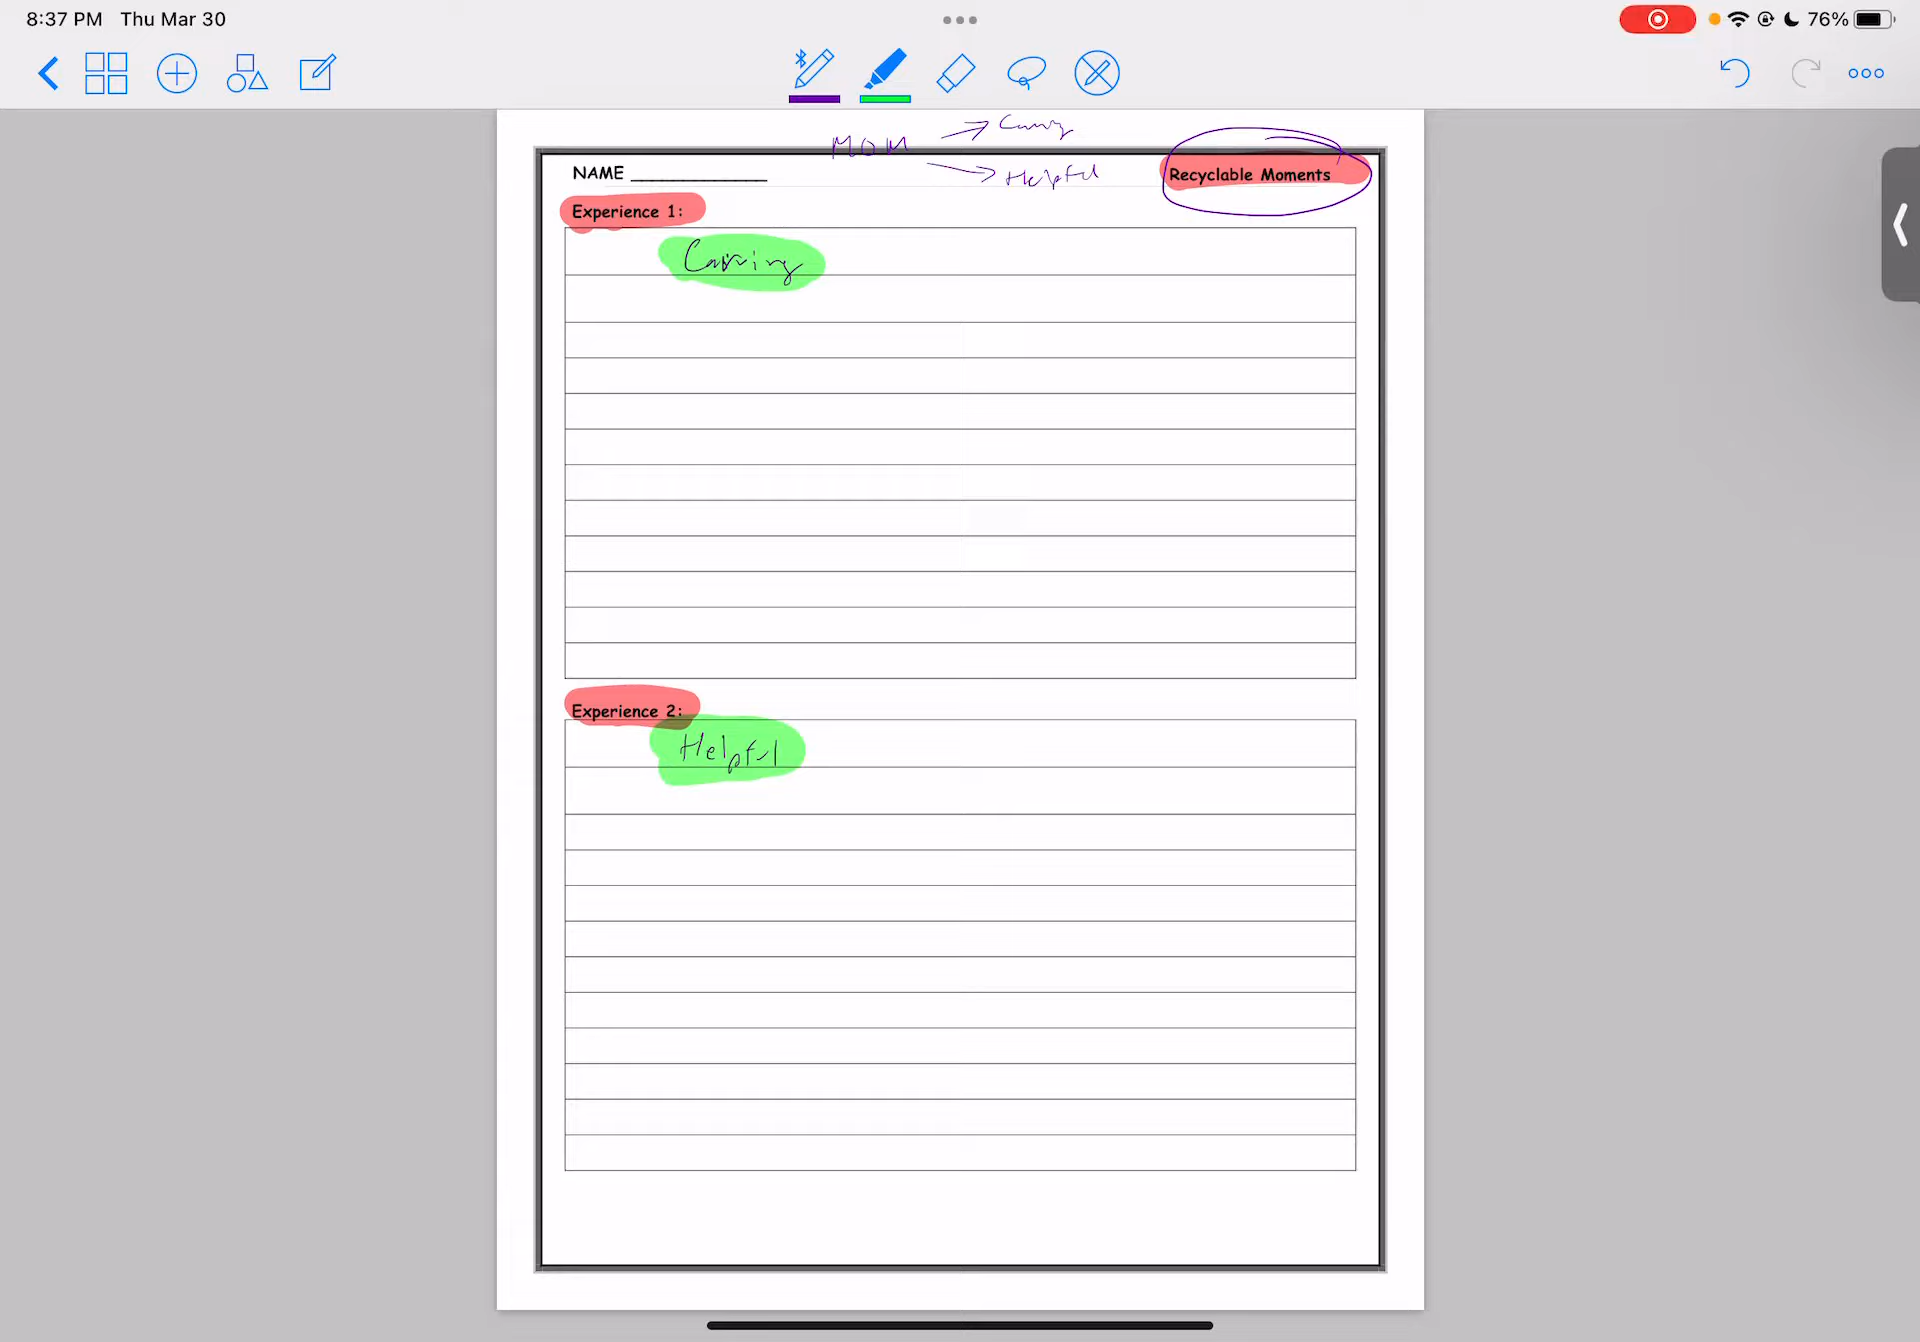 8:37 PM Thu Mar 30
76%
MOM → Caring
→ Helpful
NAME
Recyclable Moments
Experience 1:
Caring
Experience 2:
Helpful